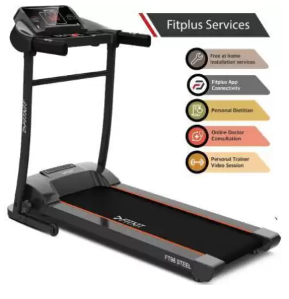 Fitplus Services
Free at home
installation services
Fitplus App
Connectivity
Personal Dietitian
Online Doctor
Consultation
Personal Trainer
Video Session
FITKIT
FT98 STEEL